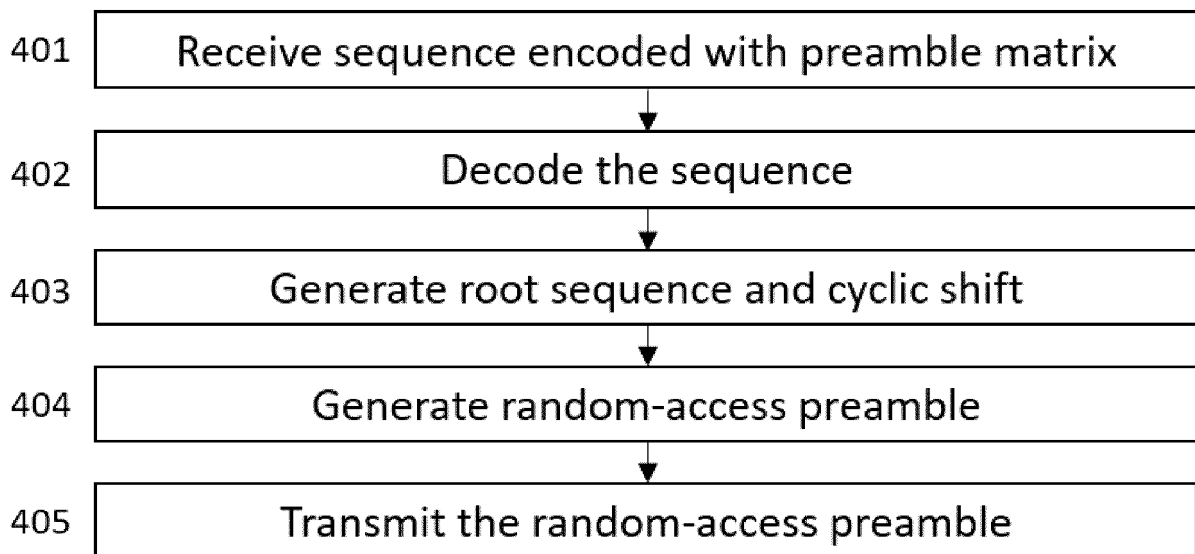 401 Receive sequence encoded with preamble matrix
402 Decode the sequence
403 Generate root sequence and cyclic shift
404 Generate random-access preamble
405 Transmit the random-access preamble